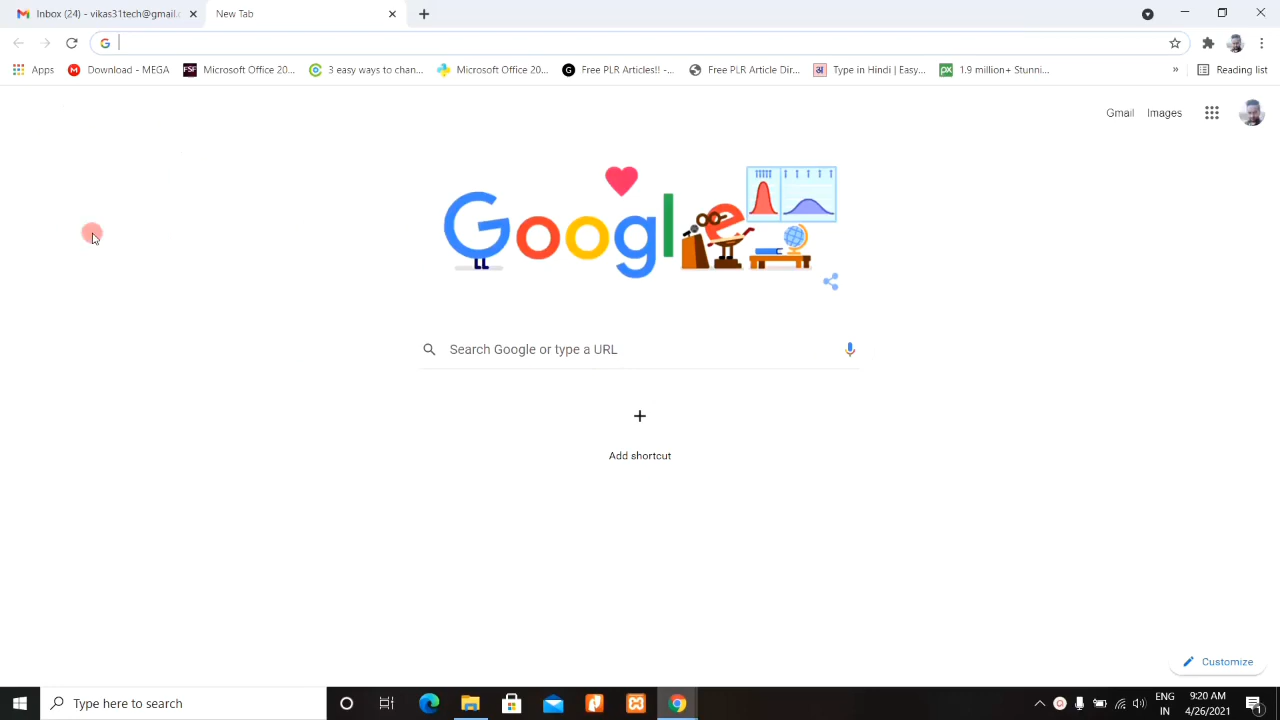 Inbox (24) - vikas31tech@gmail.c
New Tab
Apps
Download - MEGA
FSF
Microsoft Office 20...
3 easy ways to chan...
Microsoft Office 20...
G
Free PLR Articles!! -...
Free PLR Article Dir...
अ
Type in Hindi | Easy...
px
1.9 million+ Stunni...
»
Reading list
Gmail
Images
Google
Search Google or type a URL
Add shortcut
Customize
Type here to search
ENG
IN
9:20 AM
4/26/2021
1